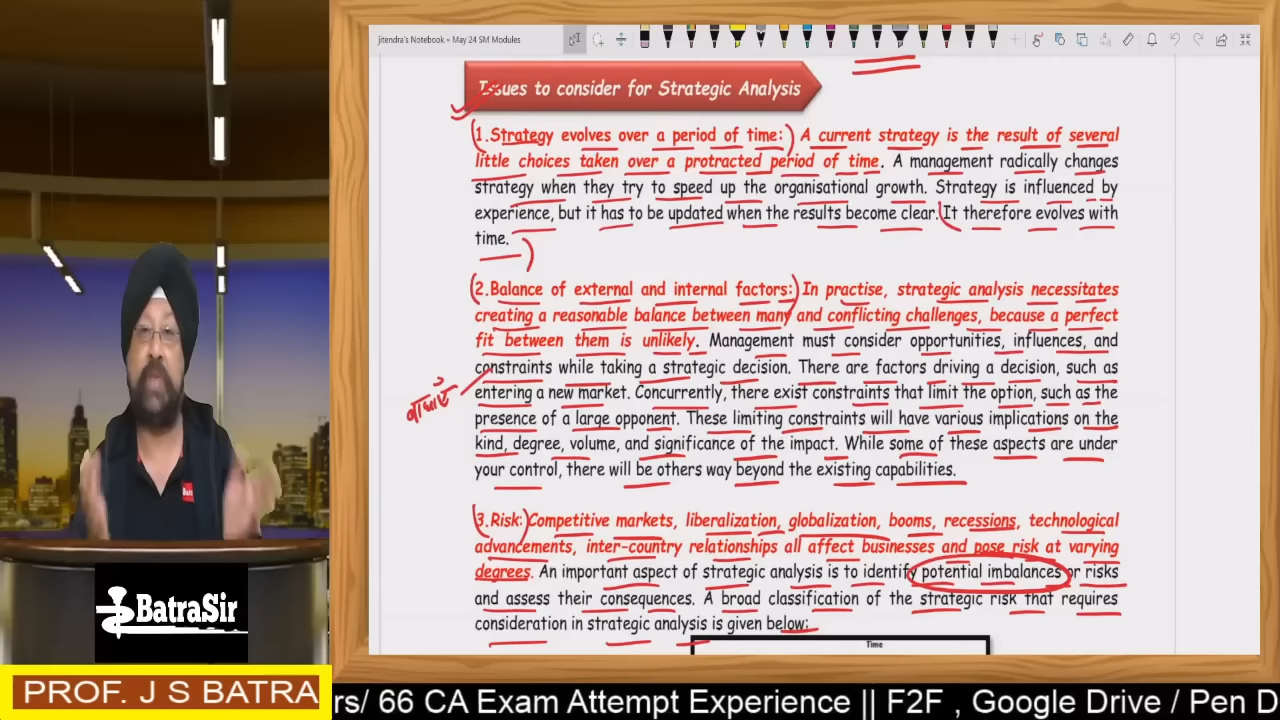 jitendra's Notebook » May 24 SM Modules
Issues to consider for Strategic Analysis
1.Strategy evolves over a period of time: A current strategy is the result of several
little choices taken over a protracted period of time. A management radically changes
strategy when they try to speed up the organisational growth. Strategy is influenced by
experience, but it has to be updated when the results become clear. It therefore evolves with
time.
2.Balance of external and internal factors: In practise, strategic analysis necessitates
creating a reasonable balance between many and conflicting challenges, because a perfect
fit between them is unlikely. Management must consider opportunities, influences, and
constraints while taking a strategic decision. There are factors driving a decision, such as
entering a new market. Concurrently, there exist constraints that limit the option, such as the
presence of a large opponent. These limiting constraints will have various implications on the
kind, degree, volume, and significance of the impact. While some of these aspects are under
your control, there will be others way beyond the existing capabilities.
3.Risk: Competitive markets, liberalization, globalization, booms, recessions, technological
advancements, inter-country relationships all affect businesses and pose risk at varying
degrees. An important aspect of strategic analysis is to identify potential imbalances or risks
and assess their consequences. A broad classification of the strategic risk that requires
consideration in strategic analysis is given below:
Time
BatraSir
PROF. J S BATRA
rs/ 66 CA Exam Attempt Experience || F2F , Google Drive / Pen D